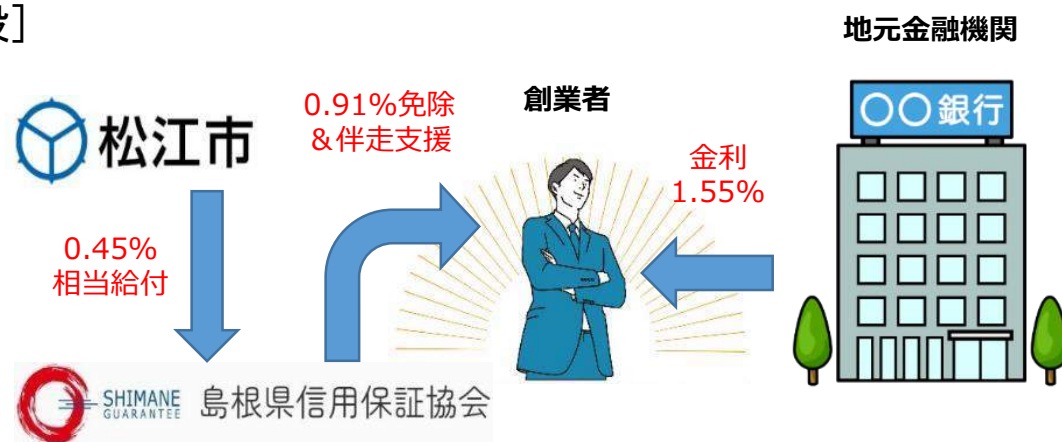 設]
地元金融機関
松江市
0.91%免除
&伴走支援
創業者
〇〇銀行
金利
1.55%
0.45%
相当給付
SHIMANE
GUARANTEE
島根県信用保証協会